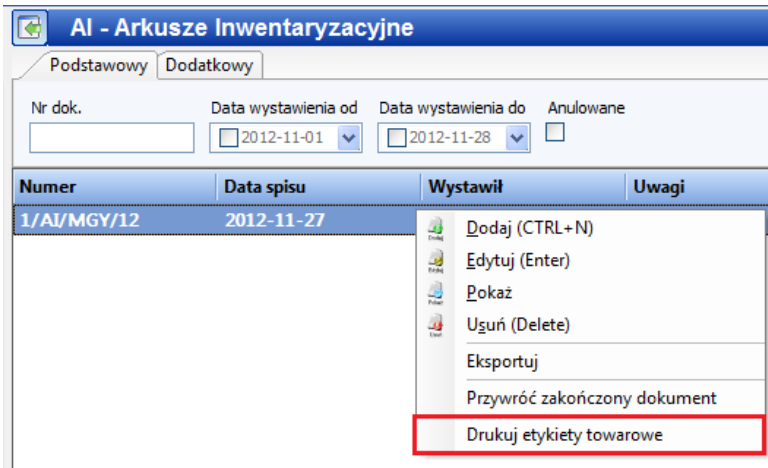 AI - Arkusze Inwentaryzacyjne
Podstawowy Dodatkowy
Nr dok. Data wystawienia od Data wystawienia do Anulowane
2012-11-01 2012-11-28
Numer Data spisu Wystawił Uwagi
1/AI/MGY/12 2012-11-27
Dodaj (CTRL+N)
Edytuj (Enter)
Pokaż
Usuń (Delete)
Eksportuj
Przywróć zakończony dokument
Drukuj etykiety towarowe